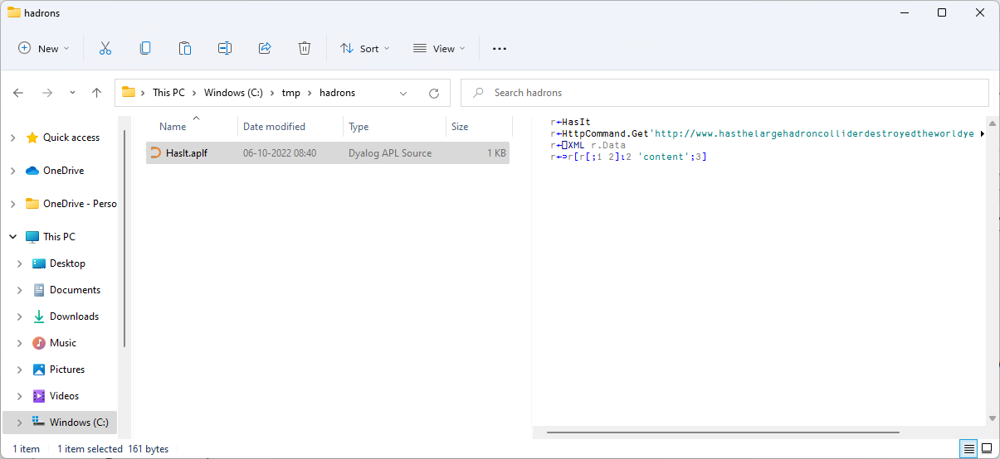 hadrons
New
Sort
View
This PC
Windows (C:)
tmp
hadrons
Search hadrons
Quick access
OneDrive
OneDrive - Perso
This PC
Desktop
Documents
Downloads
Music
Pictures
Videos
Windows (C:)
Name
Date modified
Type
Size
HasIt.aplf
06-10-2022 08:40
Dyalog APL Source
1 KB
r←HasIt
r←HttpCommand.Get'http://www.hasthelargehadroncolliderdestroyedtheworldye
r←⎕XML r.Data
r←⊃r[r[;1 2]⍳2 'content';3]
1 item
1 item selected
161 bytes